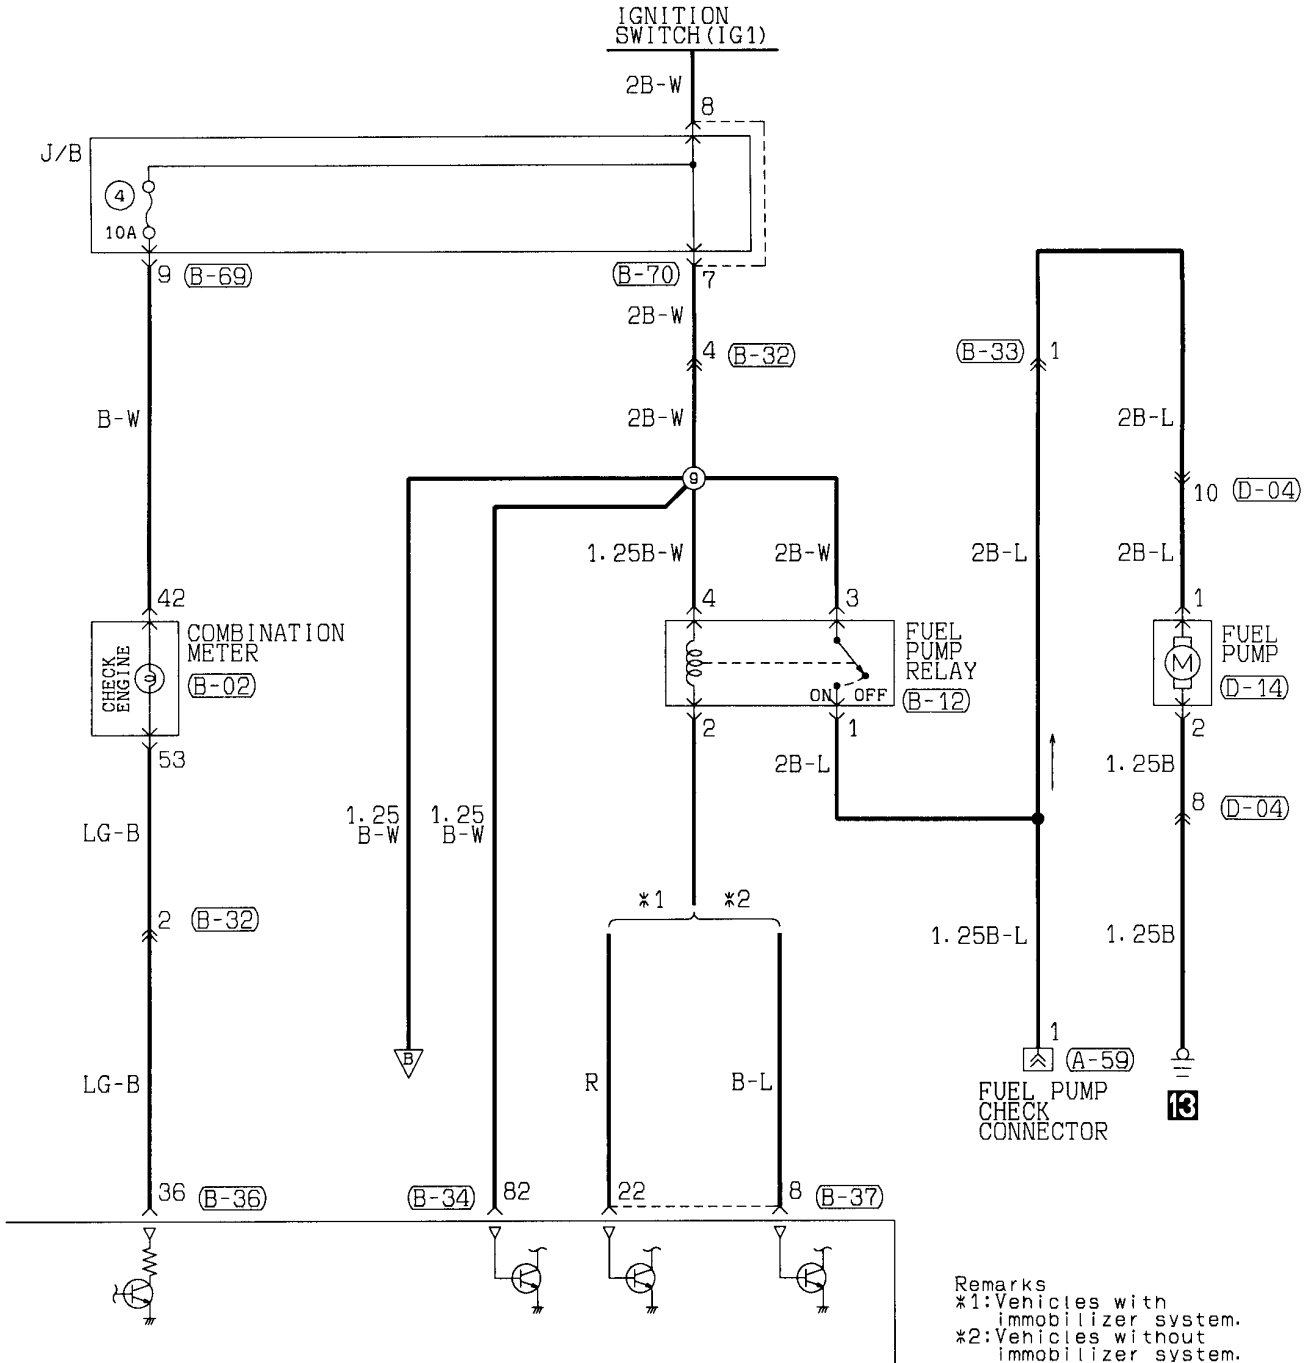 IGNITION
SWITCH(IG1)
2B-W
8
J/B
4
10A
9
B-69
B-70
7
2B-W
4
B-32
B-33
1
B-W
2B-W
2B-L
9
10
D-04
1.25B-W
2B-W
2B-L
2B-L
42
4
3
1
CHECK
ENGINE
COMBINATION
METER
B-02
ON
OFF
FUEL
PUMP
RELAY
B-12
M
FUEL
PUMP
D-14
53
2
1
2
2B-L
1.25B
8
D-04
LG-B
1.25
B-W
1.25
B-W
*1
*2
2
B-32
1.25B-L
1.25B
1
B
A-59
LG-B
R
B-L
FUEL PUMP
CHECK
CONNECTOR
13
36
B-36
B-34
82
22
8
B-37
Remarks
*1:Vehicles with
immobilizer system.
*2:Vehicles without
immobilizer system.